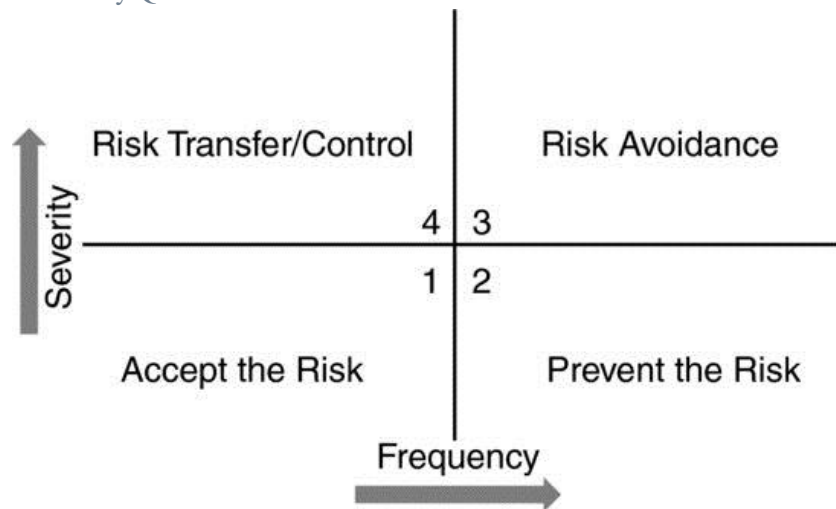 Risk Transfer/Control
Risk Avoidance
4 3
1 2
Severity
Accept the Risk
Prevent the Risk
Frequency